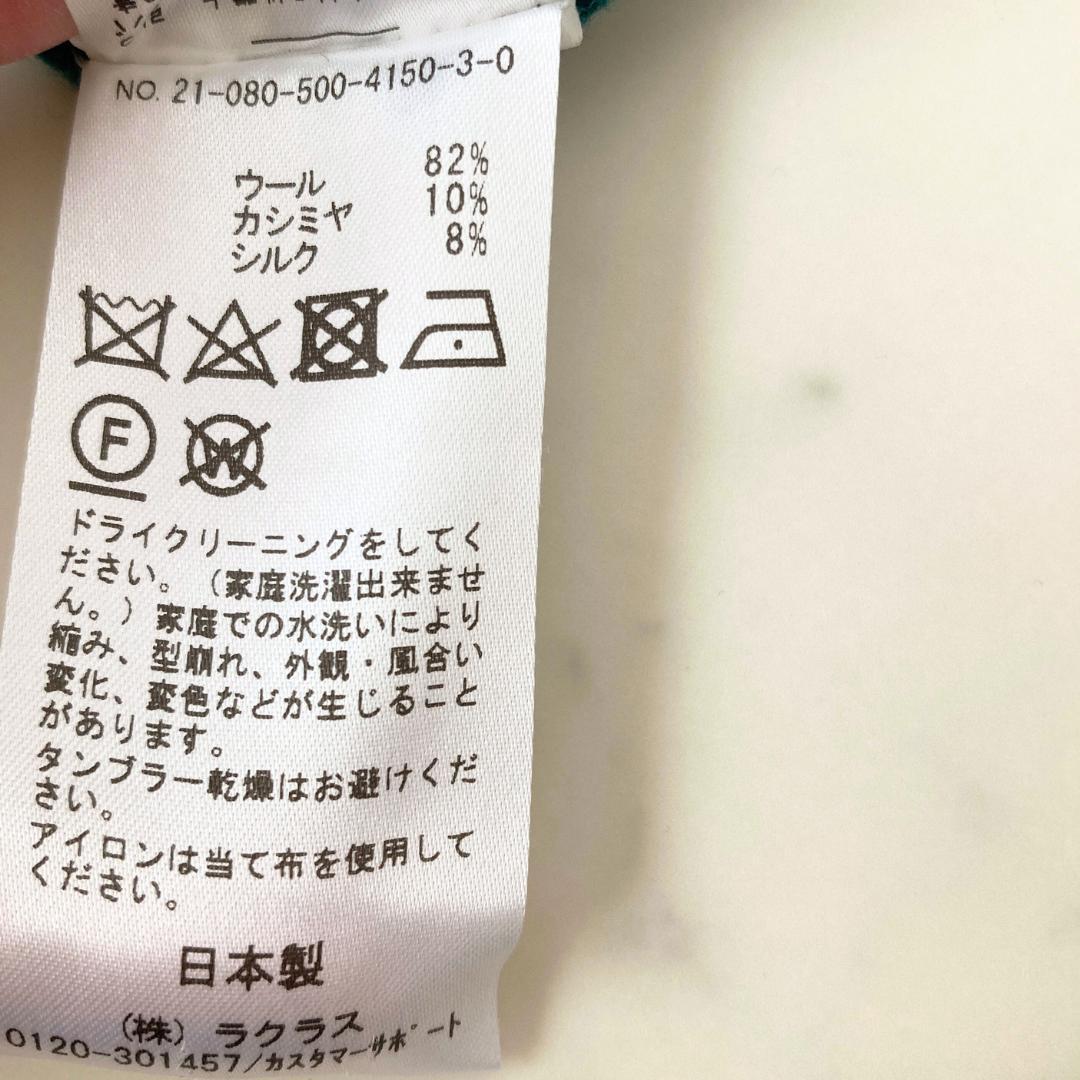 NO. 21-080-500-4150-3-0
ウール 82%
カシミヤ 10%
シルク 8%
F
W
ドライクリーニングをしてく
ださい。(家庭洗濯出来ませ
ん。)家庭での水洗いにより
縮み、型崩れ、外観・風合い
変化、変色などが生じること
があります。
タンブラー乾燥はお避けくだ
さい。
アイロンは当て布を使用して
ください。
日本製
(株) ラクラス
0120-301457/カスタマーサポート